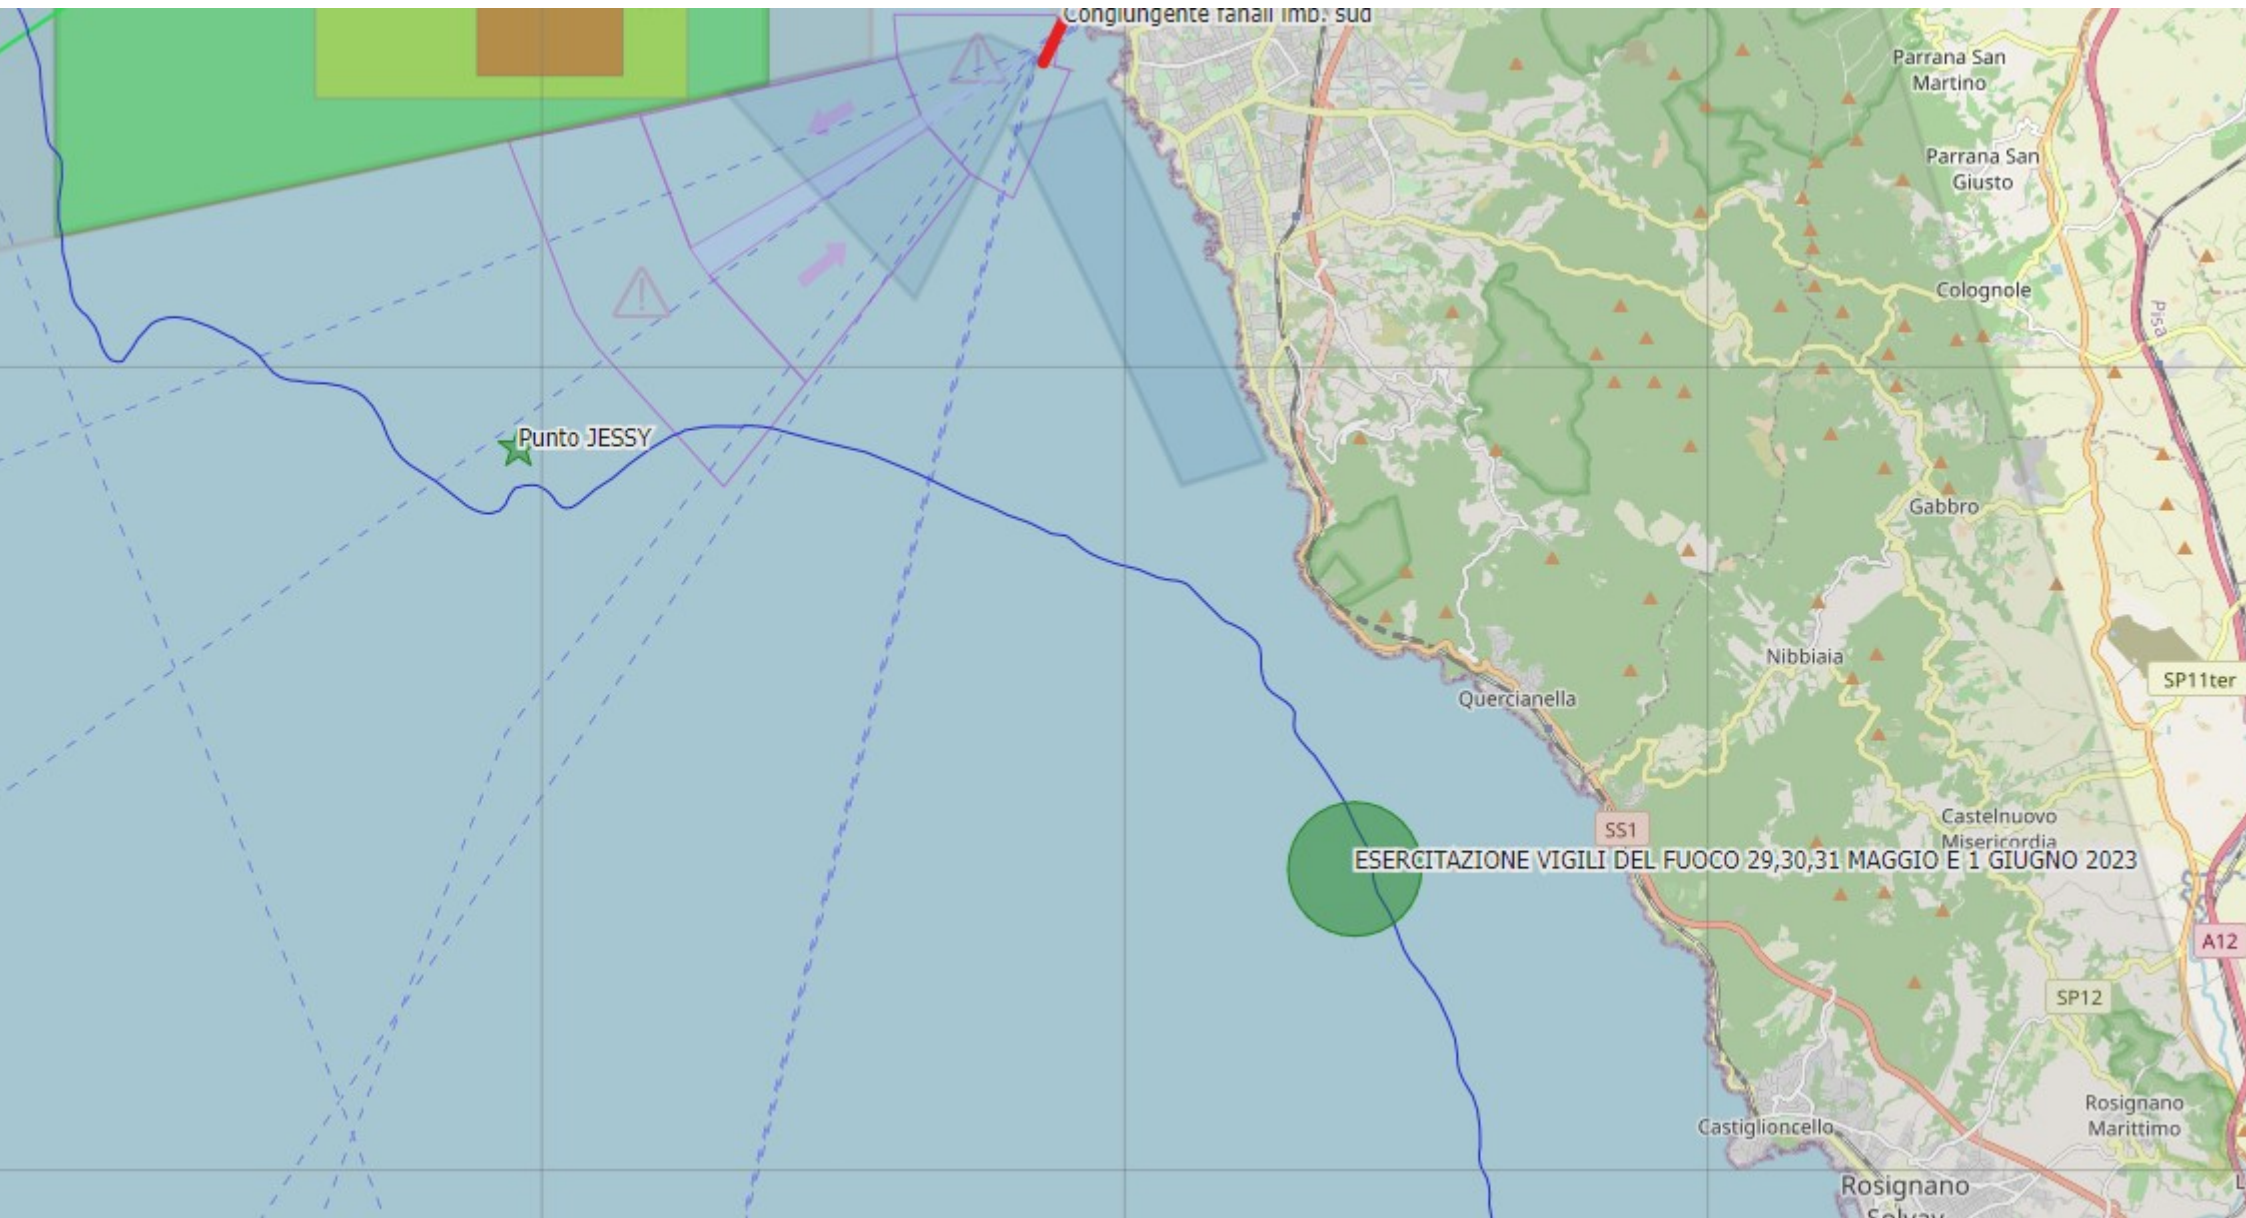 Congiungente fanali imb. sud
Parrana San
Martino
Parrana San
Giusto
Colognole
Pisa
Punto JESSY
Gabbro
Nibbiaia
SP11ter
Quercianella
SS1
Castelnuovo
Misericordia
ESERCITAZIONE VIGILI DEL FUOCO 29,30,31 MAGGIO E 1 GIUGNO 2023
A12
SP12
Rosignano
Marittimo
Castiglioncello
Rosignano
Solvay